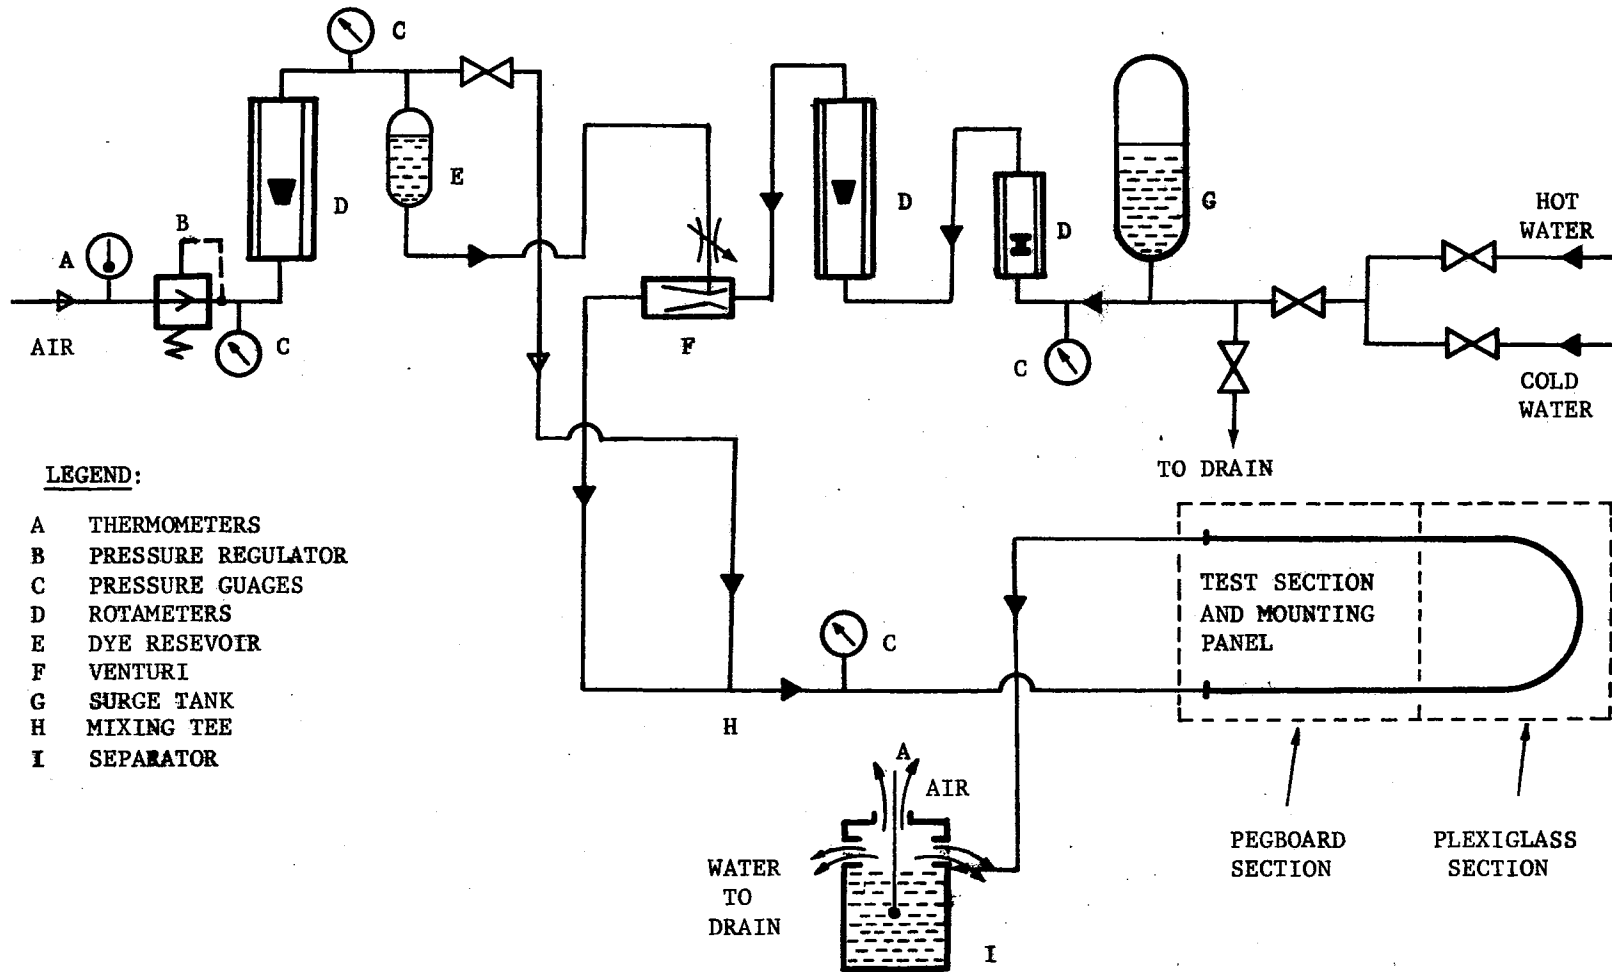 C
E
D
B
A
AIR
C
F
D
D
G
C
HOT
WATER
COLD
WATER
TO DRAIN
LEGEND:
A THERMOMETERS
B PRESSURE REGULATOR
C PRESSURE GUAGES
D ROTAMETERS
E DYE RESEVOIR
F VENTURI
G SURGE TANK
H MIXING TEE
I SEPARATOR
C
H
TEST SECTION
AND MOUNTING
PANEL
A
AIR
WATER
TO
DRAIN
I
PEGBOARD
SECTION
PLEXIGLASS
SECTION